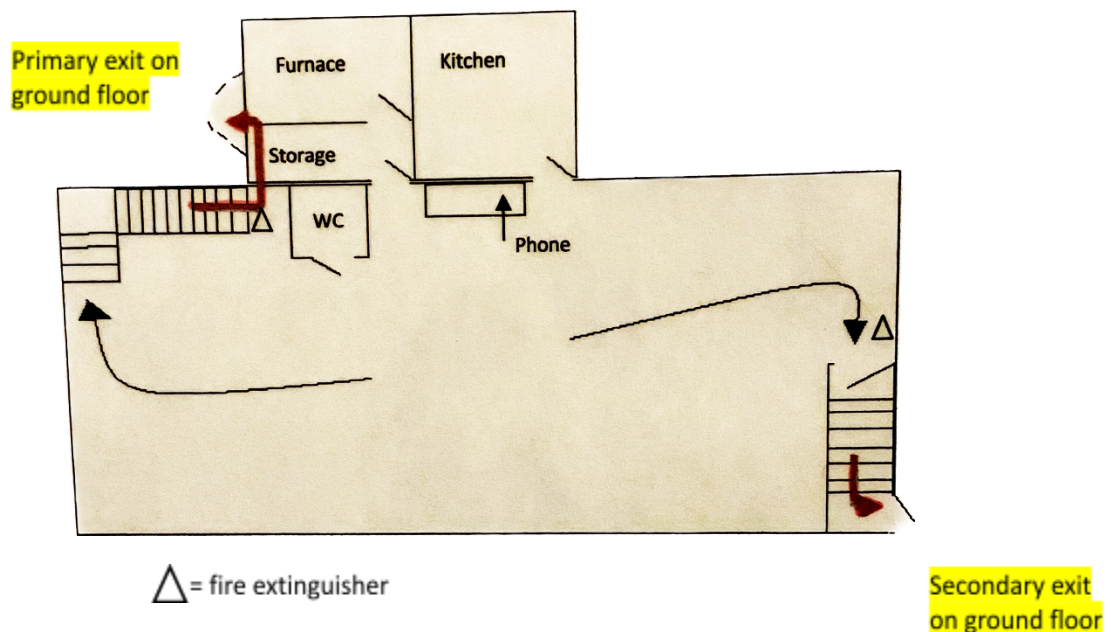 Primary exit on
ground floor
Furnace
Kitchen
Storage
WC
Phone
= fire extinguisher
Secondary exit
on ground floor